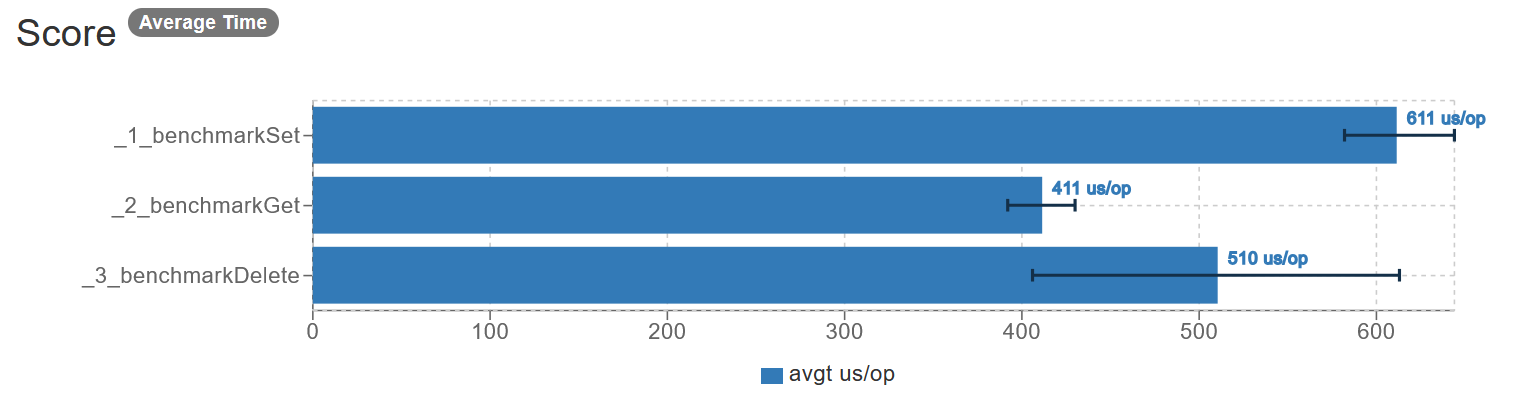 Score Average Time
_1_benchmarkSet 611 us/op
_2_benchmarkGet 411 us/op
_3_benchmarkDelete 510 us/op
0 100 200 300 400 500 600
avgt us/op